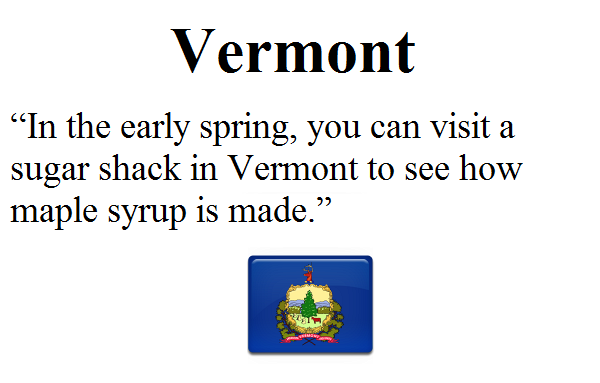 Vermont
“In the early spring, you can visit a
sugar shack in Vermont to see how
maple syrup is made.”